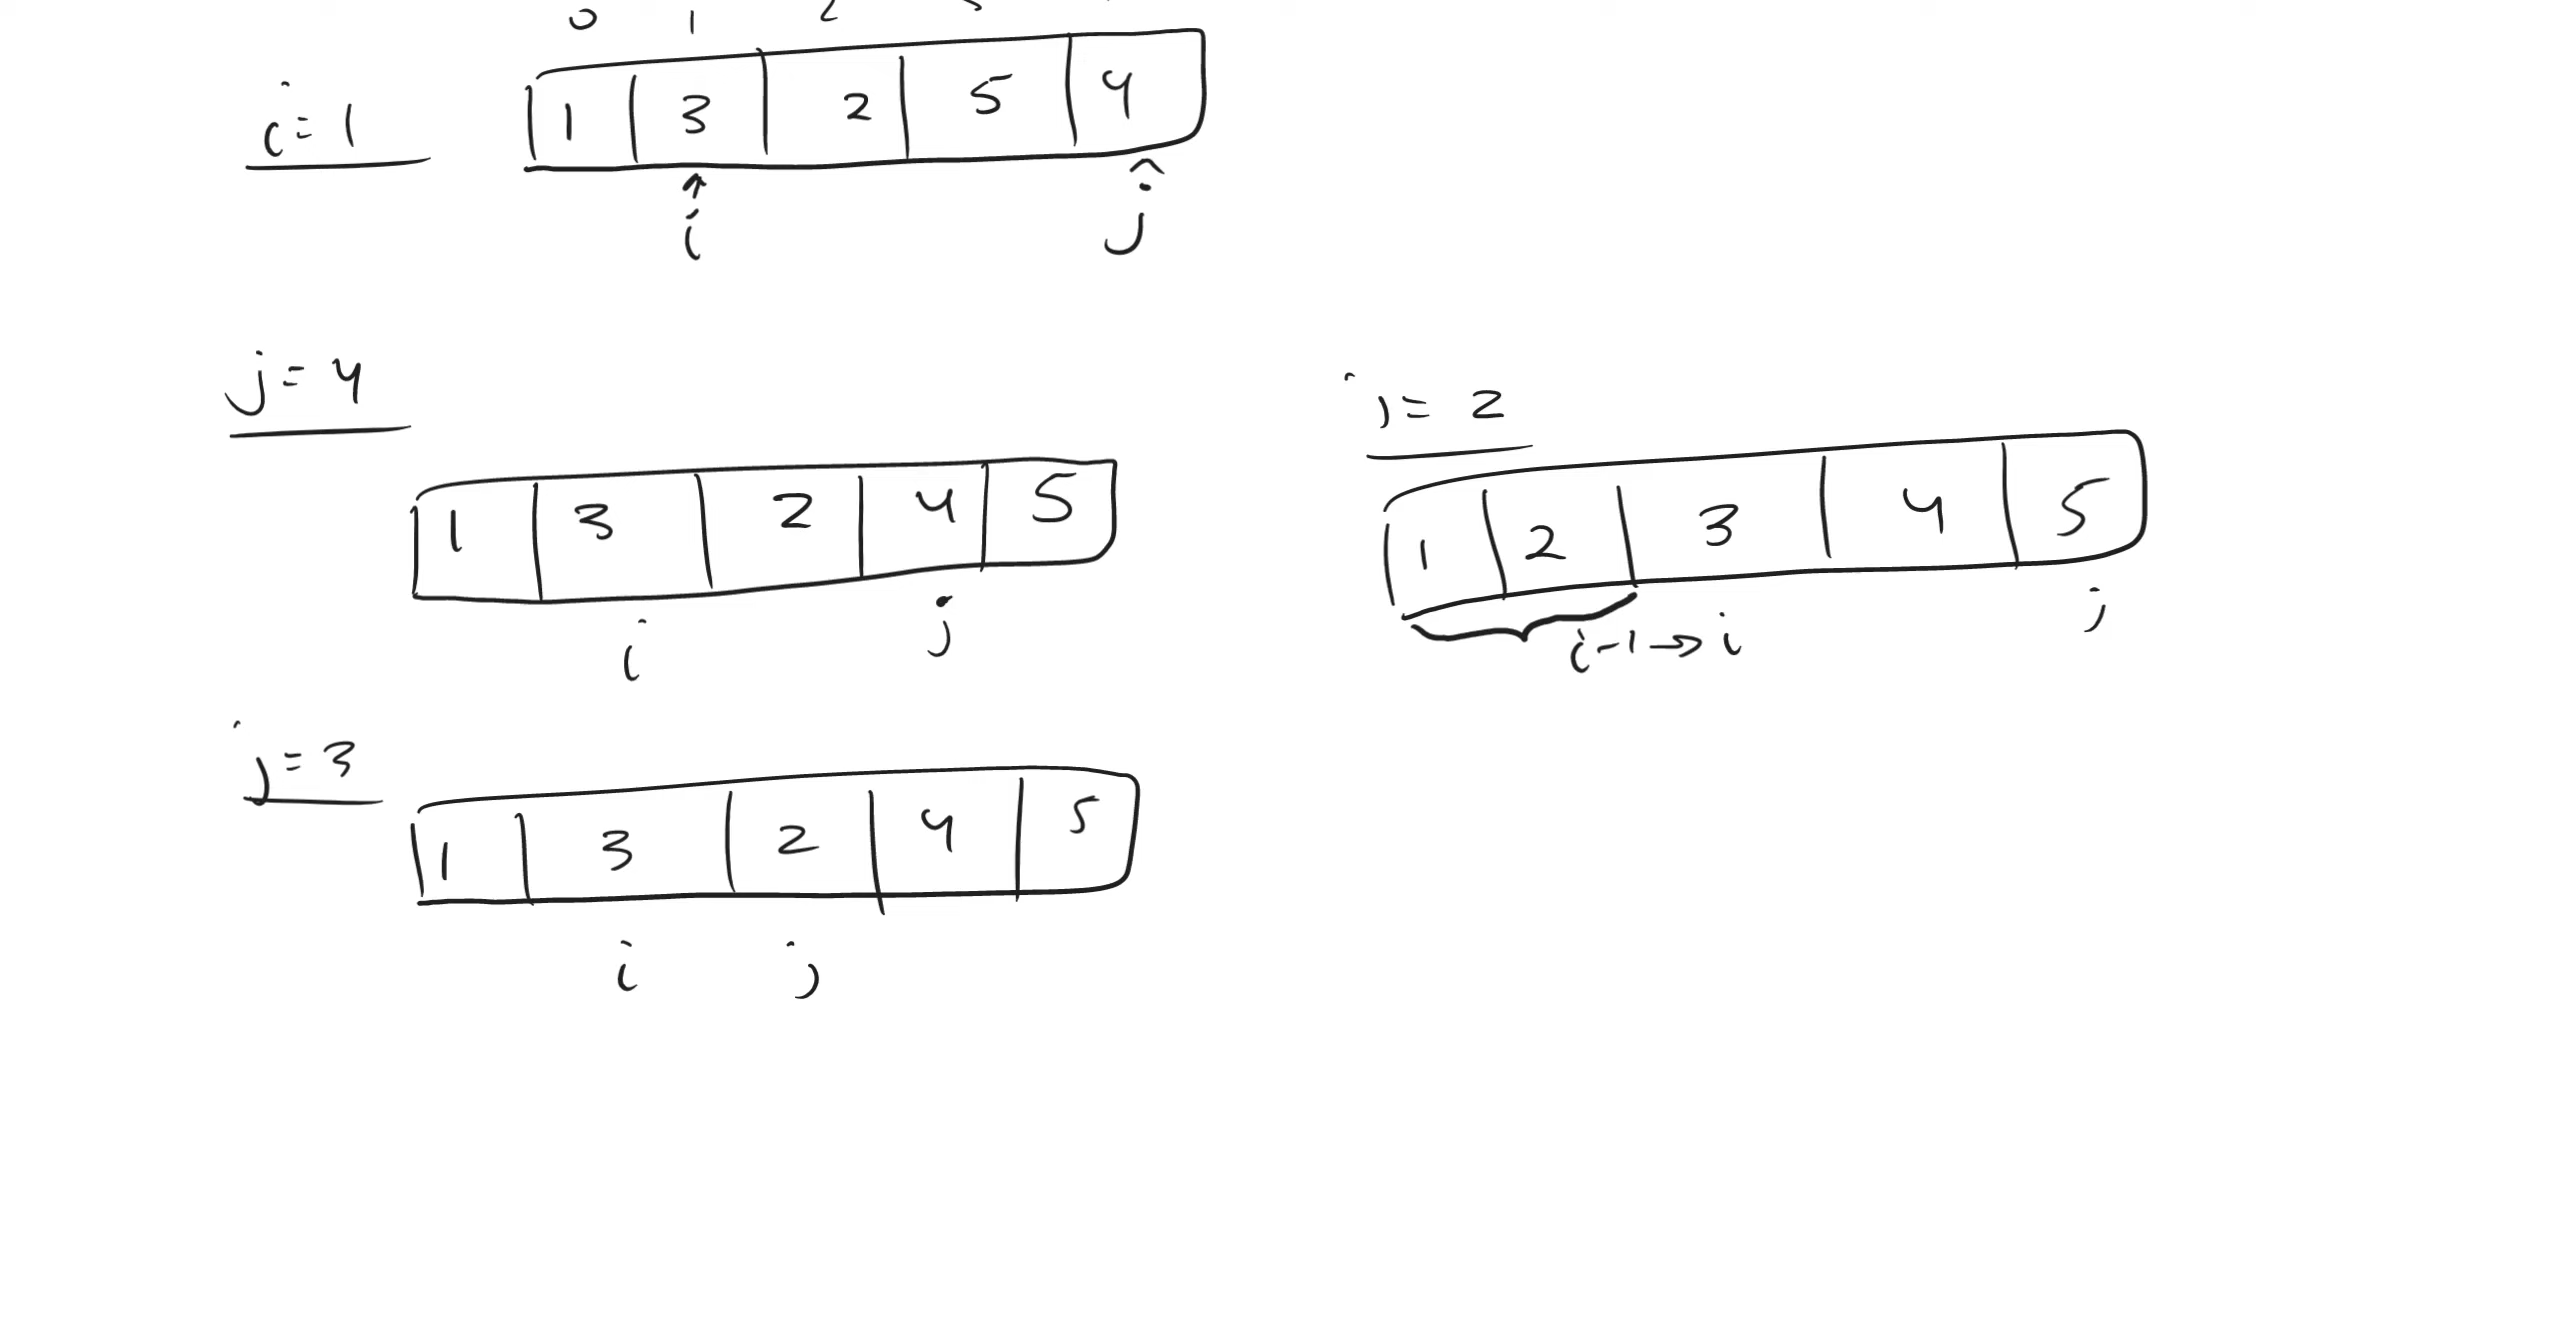 0 1 2
i = 1
1 3 2 5 4
i j
j = 4
1 3 2 4 5
i j
j = 3
1 3 2 4 5
i j
j = 2
1 2 3 4 5
i-1 → i j